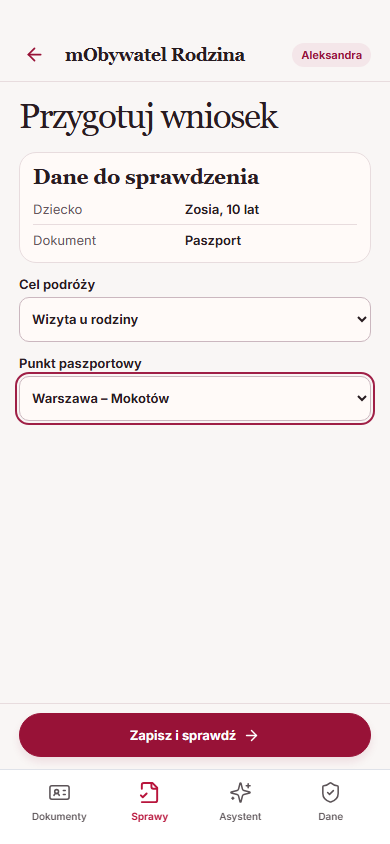 mObywatel Rodzina
Aleksandra
Przygotuj wniosek
Dane do sprawdzenia
Dziecko Zosia, 10 lat
Dokument Paszport
Cel podróży
Wizyta u rodziny
Punkt paszportowy
Warszawa – Mokotów
Zapisz i sprawdź
Dokumenty Sprawy Asystent Dane